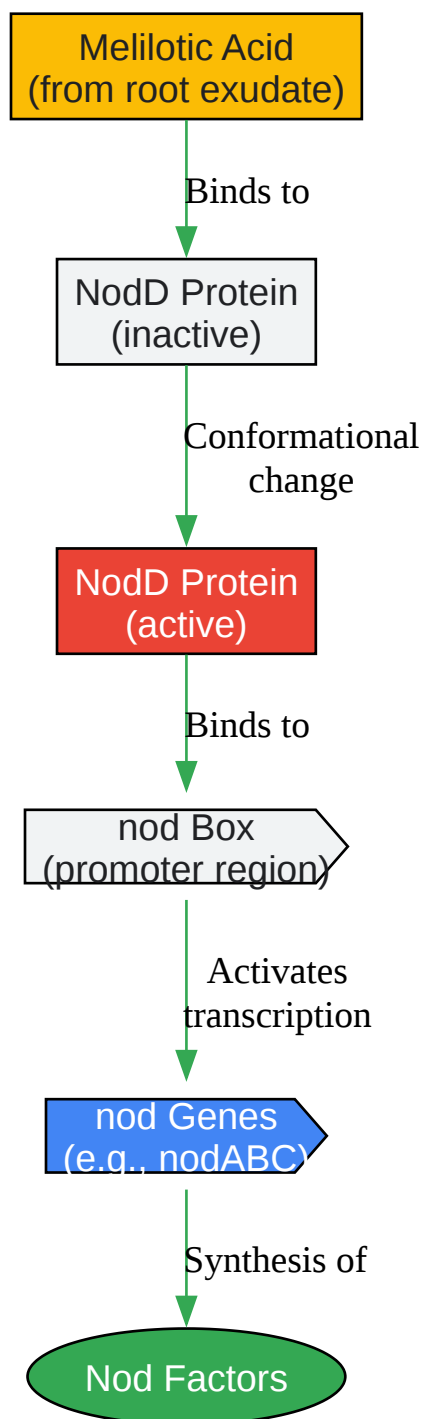 Melilotic Acid
(from root exudate)
Binds to
NodD Protein
(inactive)
Conformational
change
NodD Protein
(active)
Binds to
nod Box
(promoter region)
Activates
transcription
nod Genes
(e.g., nodABC)
Synthesis of
Nod Factors